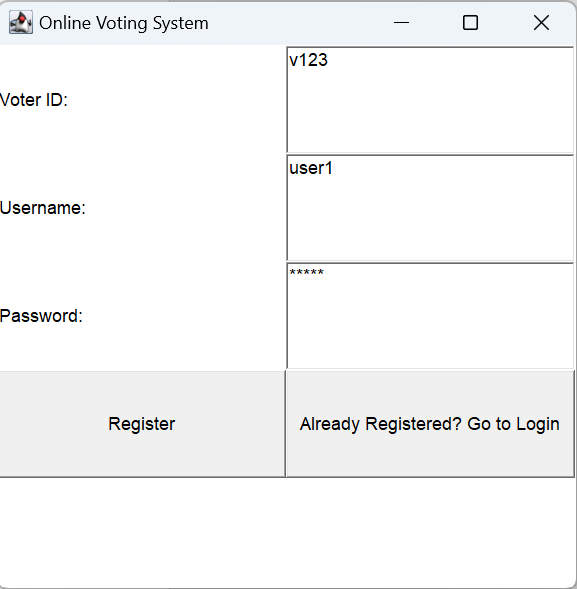 Online Voting System
Voter ID:
v123
Username:
user1
Password:
*****
Register
Already Registered? Go to Login